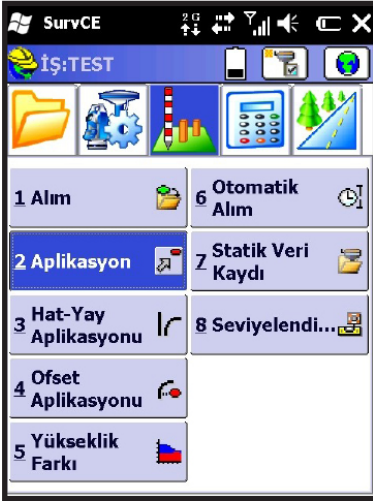 SurvCE
2G
İŞ:TEST
1 Alım
2 Aplikasyon
3 Hat-Yay
Aplikasyonu
4 Ofset
Aplikasyonu
5 Yükseklik
Farkı
6 Otomatik
Alım
7 Statik Veri
Kaydı
8 Seviyelendi...